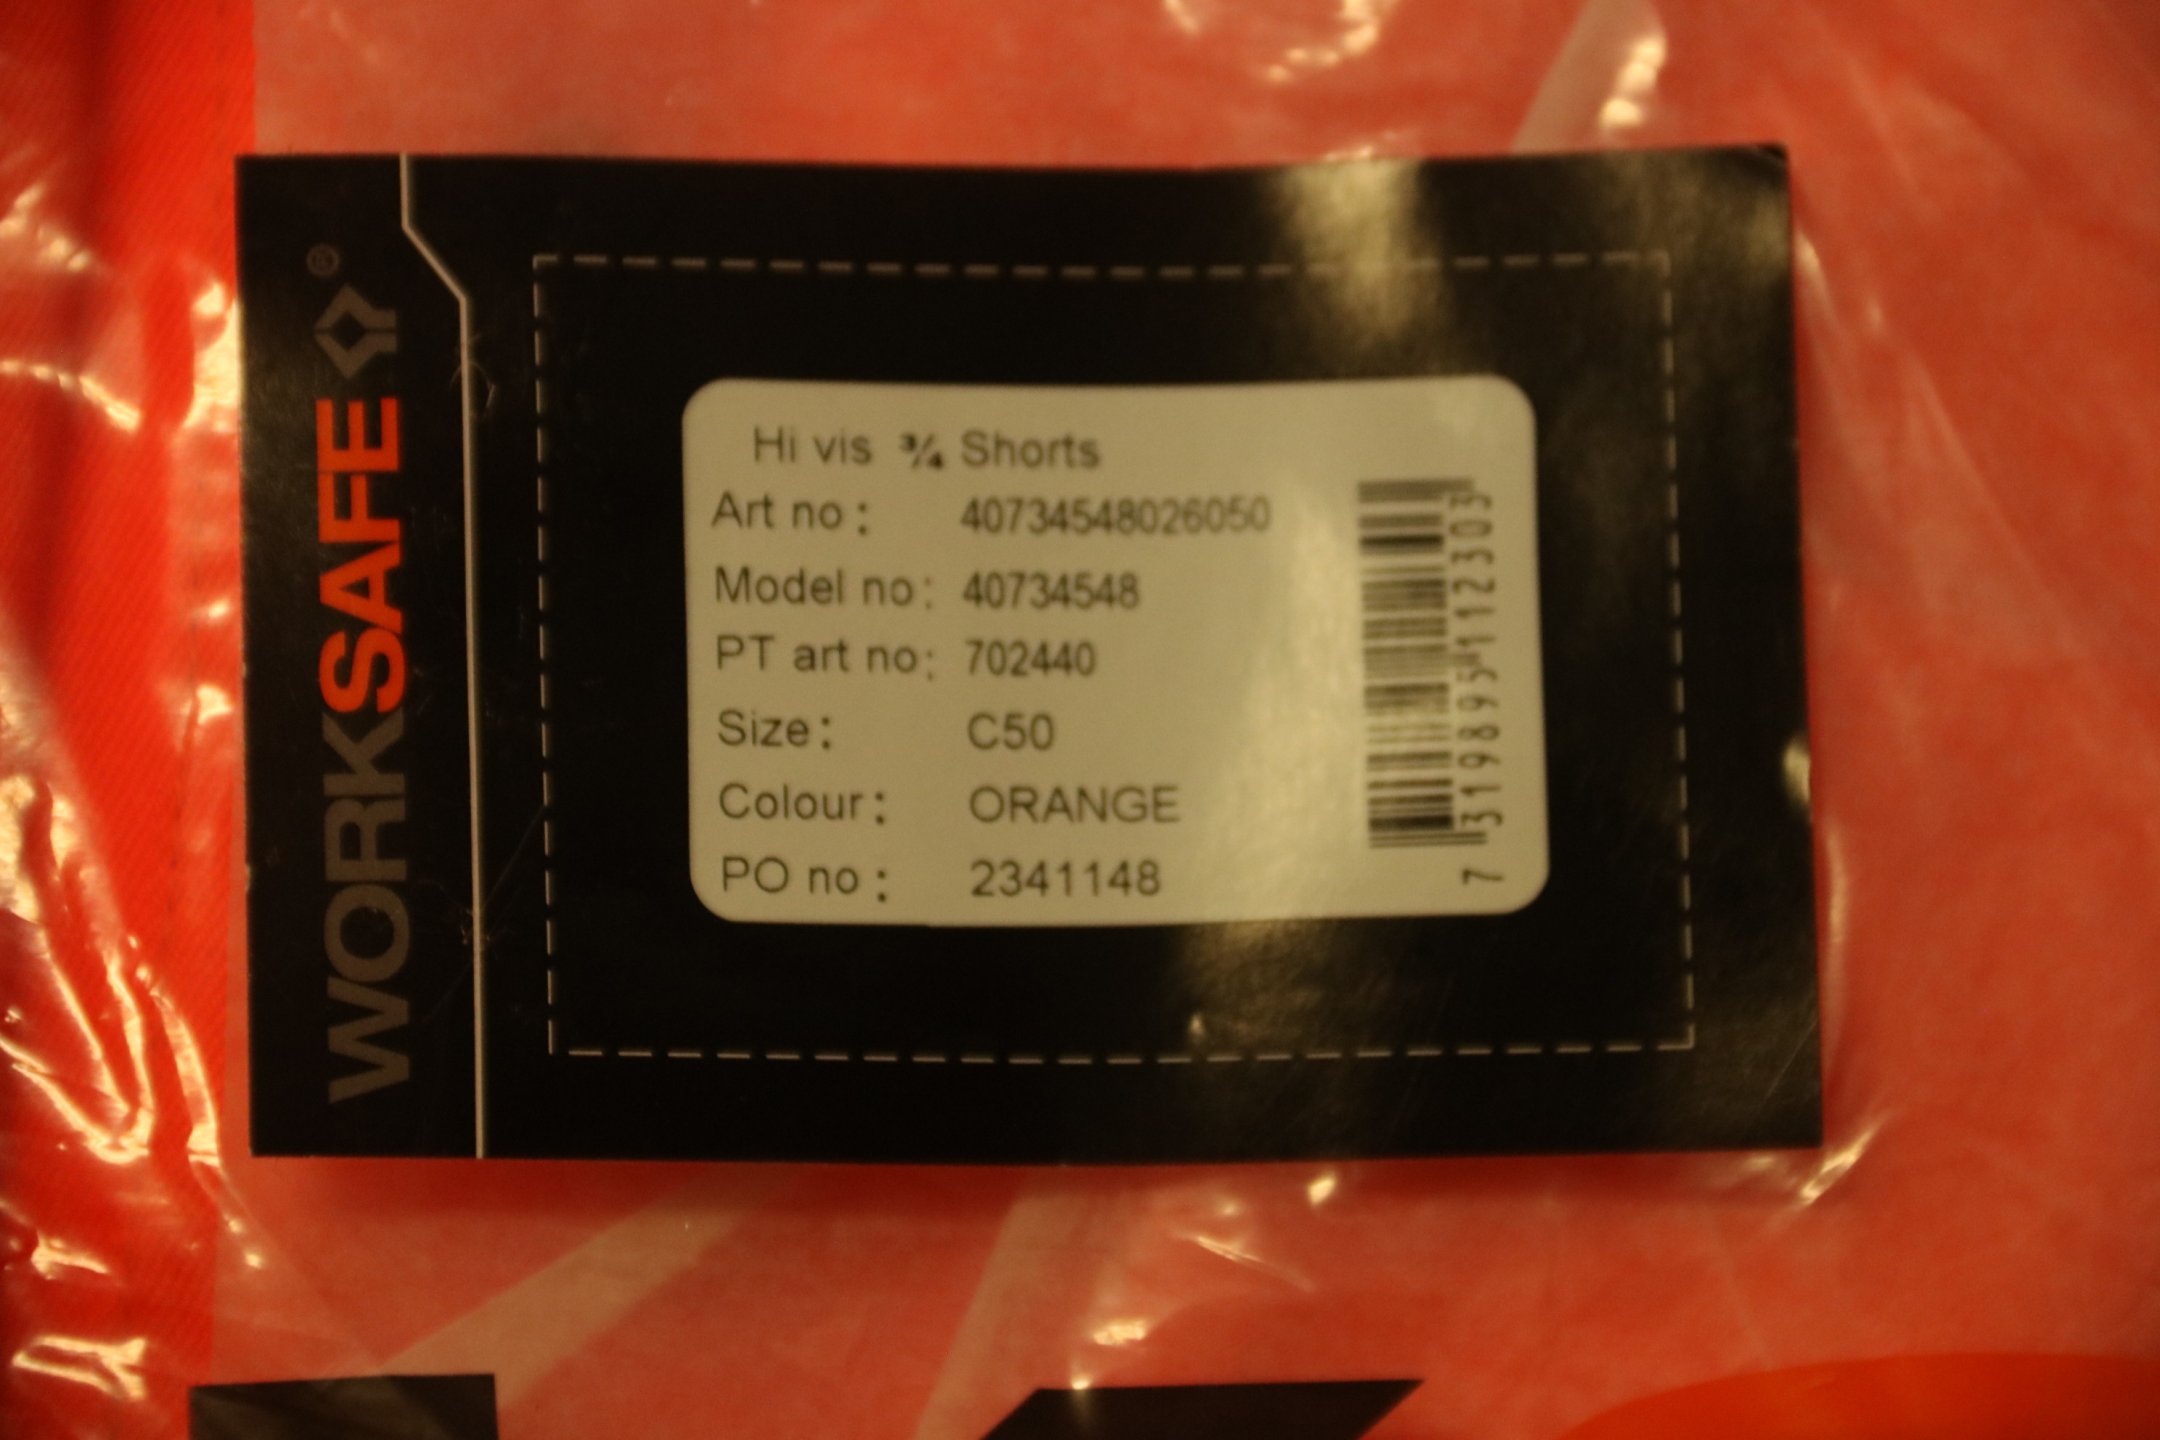 WORKSAFE ®
Hi vis ¾ Shorts
Art no: 40734548026050
Model no: 40734548
PT art no: 702440
Size: C50
Colour: ORANGE
PO no: 2341148
7 319895 112303